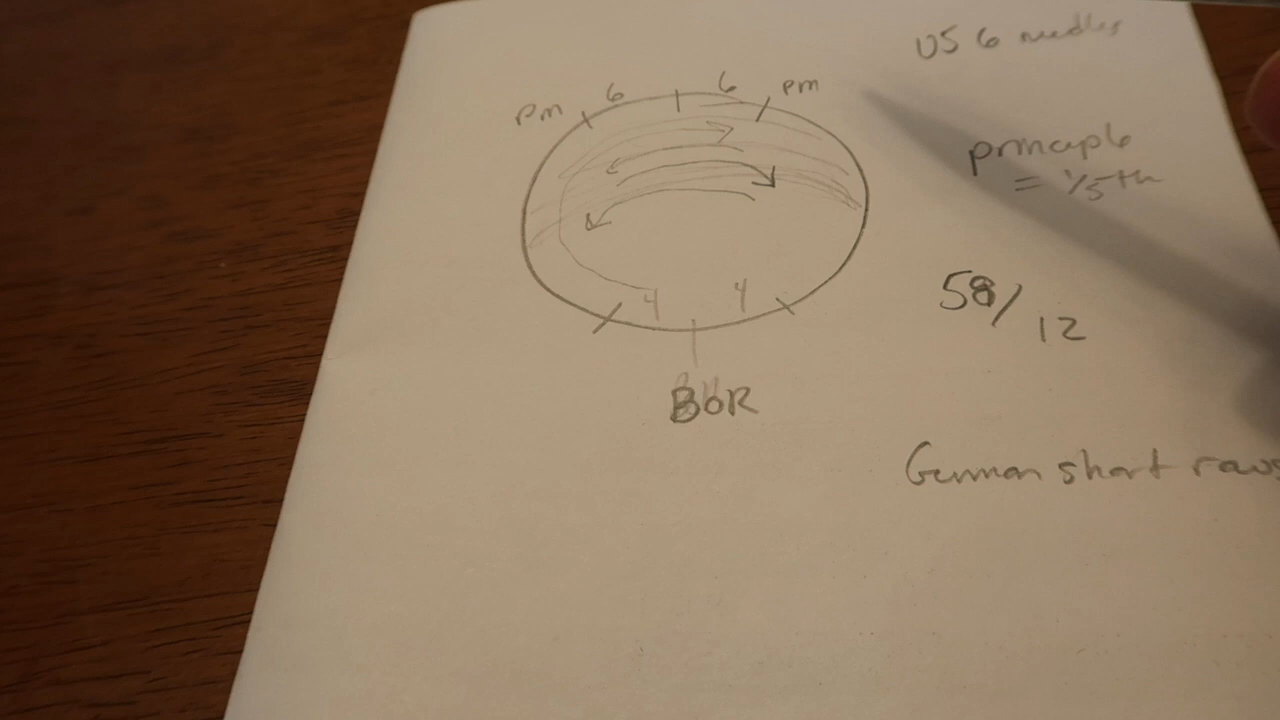 US 6 needles
pm 6 6 pm
principle
= 1/5th
58/12
4 4
BOR
German short rows